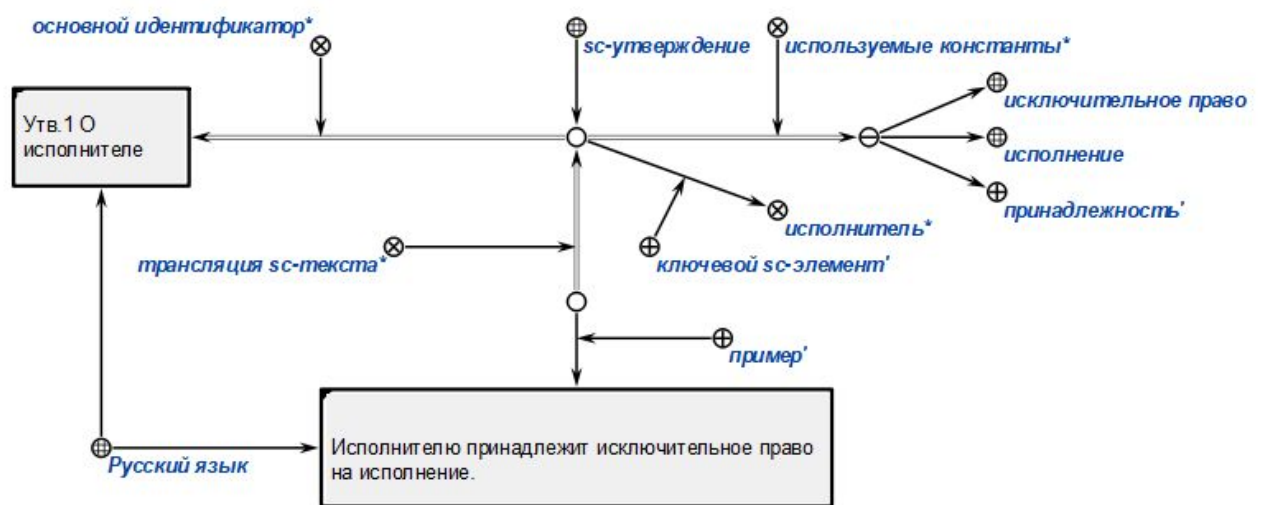 основной идентификатор*
sc-утверждение
используемые константы*
исключительное право
Утв.1 О
исполнителе
исполнение
принадлежность'
исполнитель*
трансляция sc-текста*
ключевой sc-элемент'
пример'
Исполнителю принадлежит исключительное право
на исполнение.
Русский язык